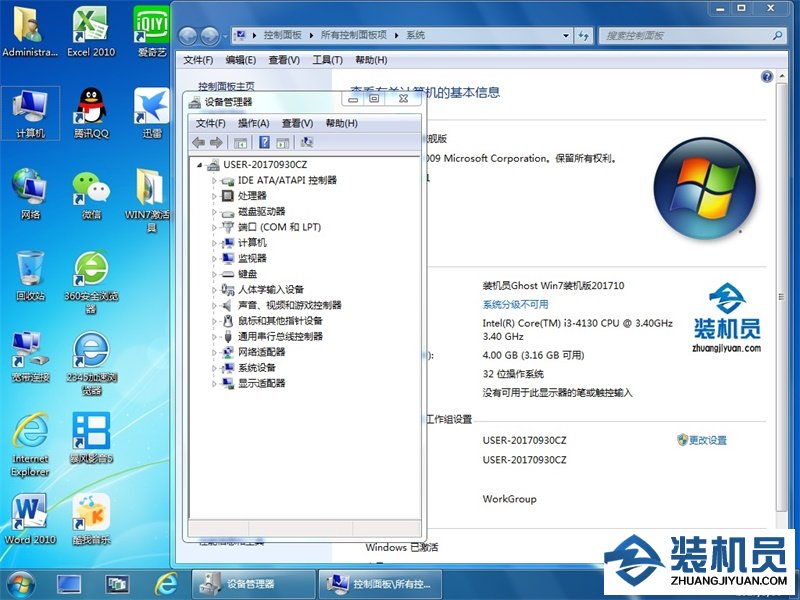 Administra...
Excel 2010
iQIYI
爱奇艺
计算机
腾讯QQ
迅雷
网络
微信
WIN7激活工具
回收站
360安全浏览器
宽带连接
2345加速浏览器
Internet Explorer
暴风影音5
Word 2010
酷我音乐
控制面板
所有控制面板项
系统
搜索控制面板
文件(F) 编辑(E) 查看(V) 工具(T) 帮助(H)
控制面板主页
查看有关计算机的基本信息
设备管理器
文件(F) 操作(A) 查看(V) 帮助(H)
USER-20170930CZ
IDE ATA/ATAPI 控制器
处理器
磁盘驱动器
端口 (COM 和 LPT)
计算机
监视器
键盘
人体学输入设备
声音、视频和游戏控制器
鼠标和其他指针设备
通用串行总线控制器
网络适配器
系统设备
显示适配器
舰版
009 Microsoft Corporation。保留所有权利。
1
装机员Ghost Win7装机版201710
系统分级不可用
Intel(R) Core(TM) i3-4130 CPU @ 3.40GHz
3.40 GHz
):
4.00 GB (3.16 GB 可用)
32 位操作系统
没有可用于此显示器的笔或触控输入
装机员
zhuangjiyuan.com
工作组设置
USER-20170930CZ
更改设置
USER-20170930CZ
WorkGroup
性能信息和工具
Windows 已激活
设备管理器
控制面板\所有控...
装机员
ZHUANGJIYUAN.COM